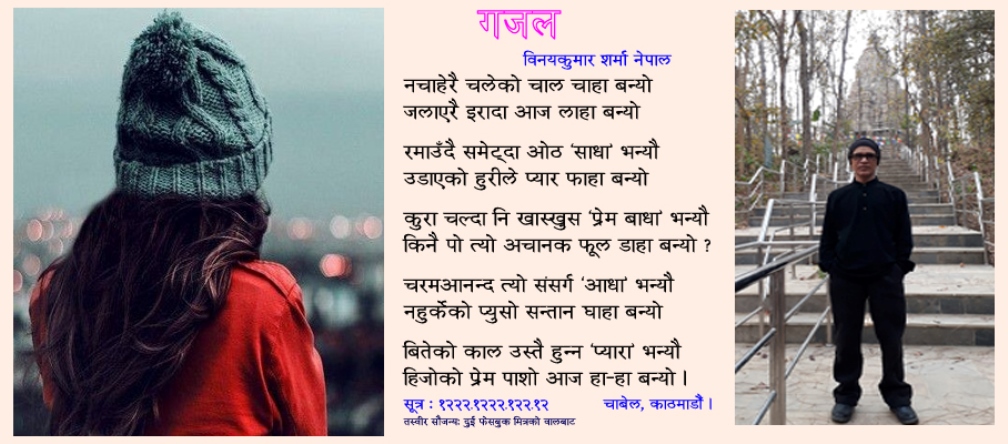 गजल
विनयकुमार शर्मा नेपाल
नचाहेरै चलेको चाल चाहा बन्यो
जलाएरै इरादा आज लाहा बन्यो
रमाउँदै समेट्दा ओठ ‘साधा’ भन्यौ
उडाएको हुरीले प्यार फाहा बन्यो
कुरा चल्दा नि खास्खुस ‘प्रेम बाधा’ भन्यौ
किनै पो त्यो अचानक फूल डाहा बन्यो ?
चरमआनन्द त्यो संसर्ग ‘आधा’ भन्यौ
नहुर्केको प्युसो सन्तान घाहा बन्यो
बितेको काल उस्तै हुन्न ‘प्यारा’ भन्यौ
हिजोको प्रेम पाशो आज हा-हा बन्यो ।
सूत्र : १२२२.१२२२.१२२.१२ चाबेल, काठमाडौं ।
तस्वीर सौजन्यः दुई फेसबुक मित्रको वालबाट